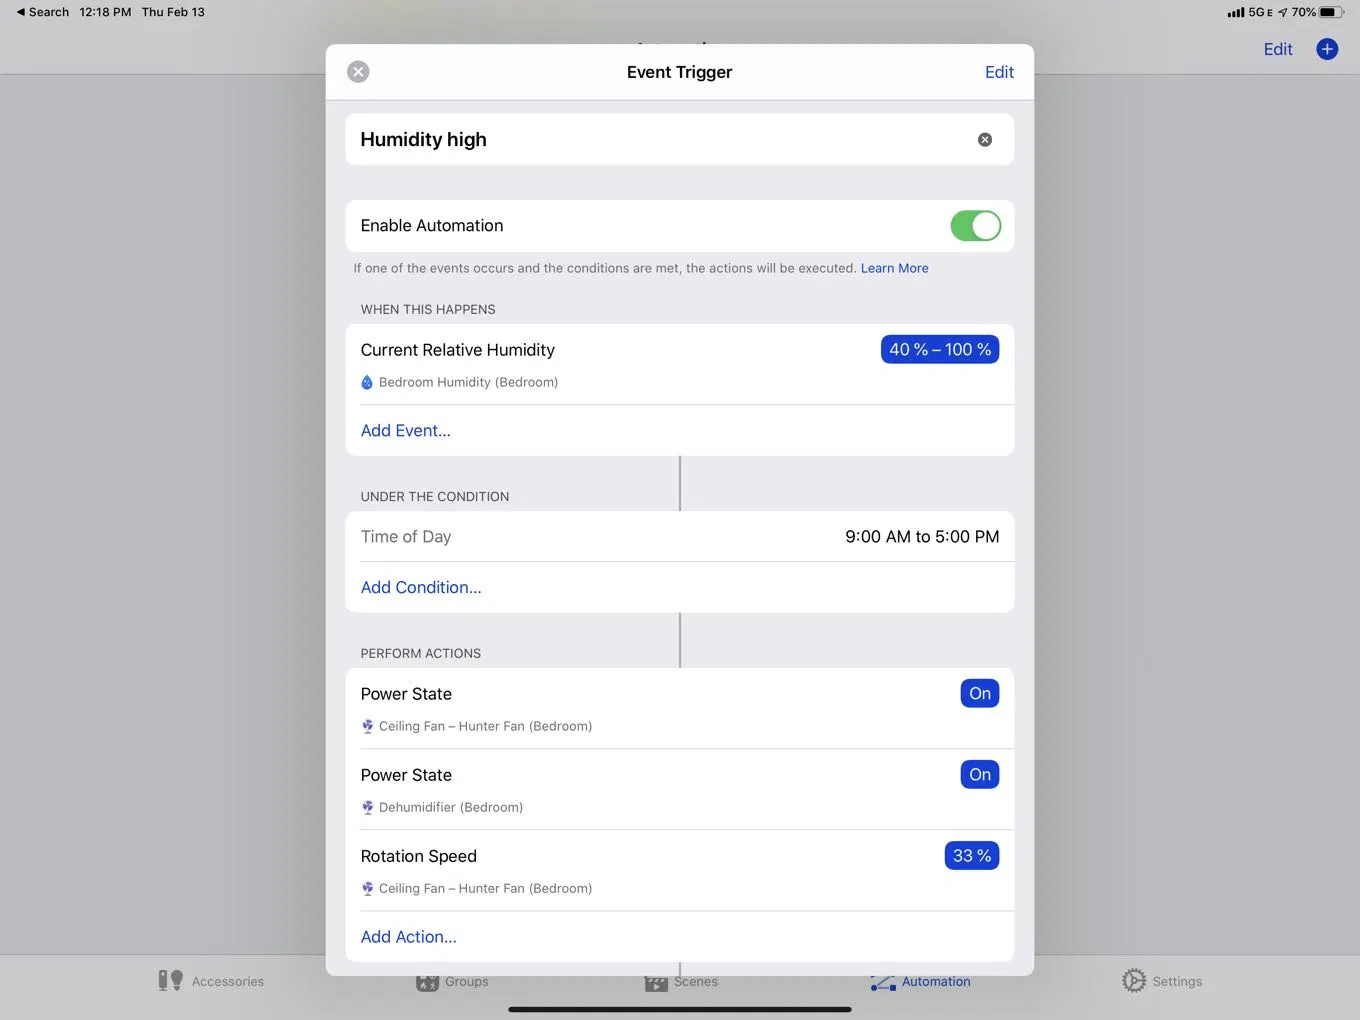 ◀ Search 12:18 PM Thu Feb 13
5GE 70%
Edit
Event Trigger
Edit
Humidity high
Enable Automation
If one of the events occurs and the conditions are met, the actions will be executed. Learn More
WHEN THIS HAPPENS
Current Relative Humidity
40 % – 100 %
Bedroom Humidity (Bedroom)
Add Event...
UNDER THE CONDITION
Time of Day
9:00 AM to 5:00 PM
Add Condition...
PERFORM ACTIONS
Power State
On
Ceiling Fan – Hunter Fan (Bedroom)
Power State
On
Dehumidifier (Bedroom)
Rotation Speed
33 %
Ceiling Fan – Hunter Fan (Bedroom)
Add Action...
Accessories
Groups
Scenes
Automation
Settings